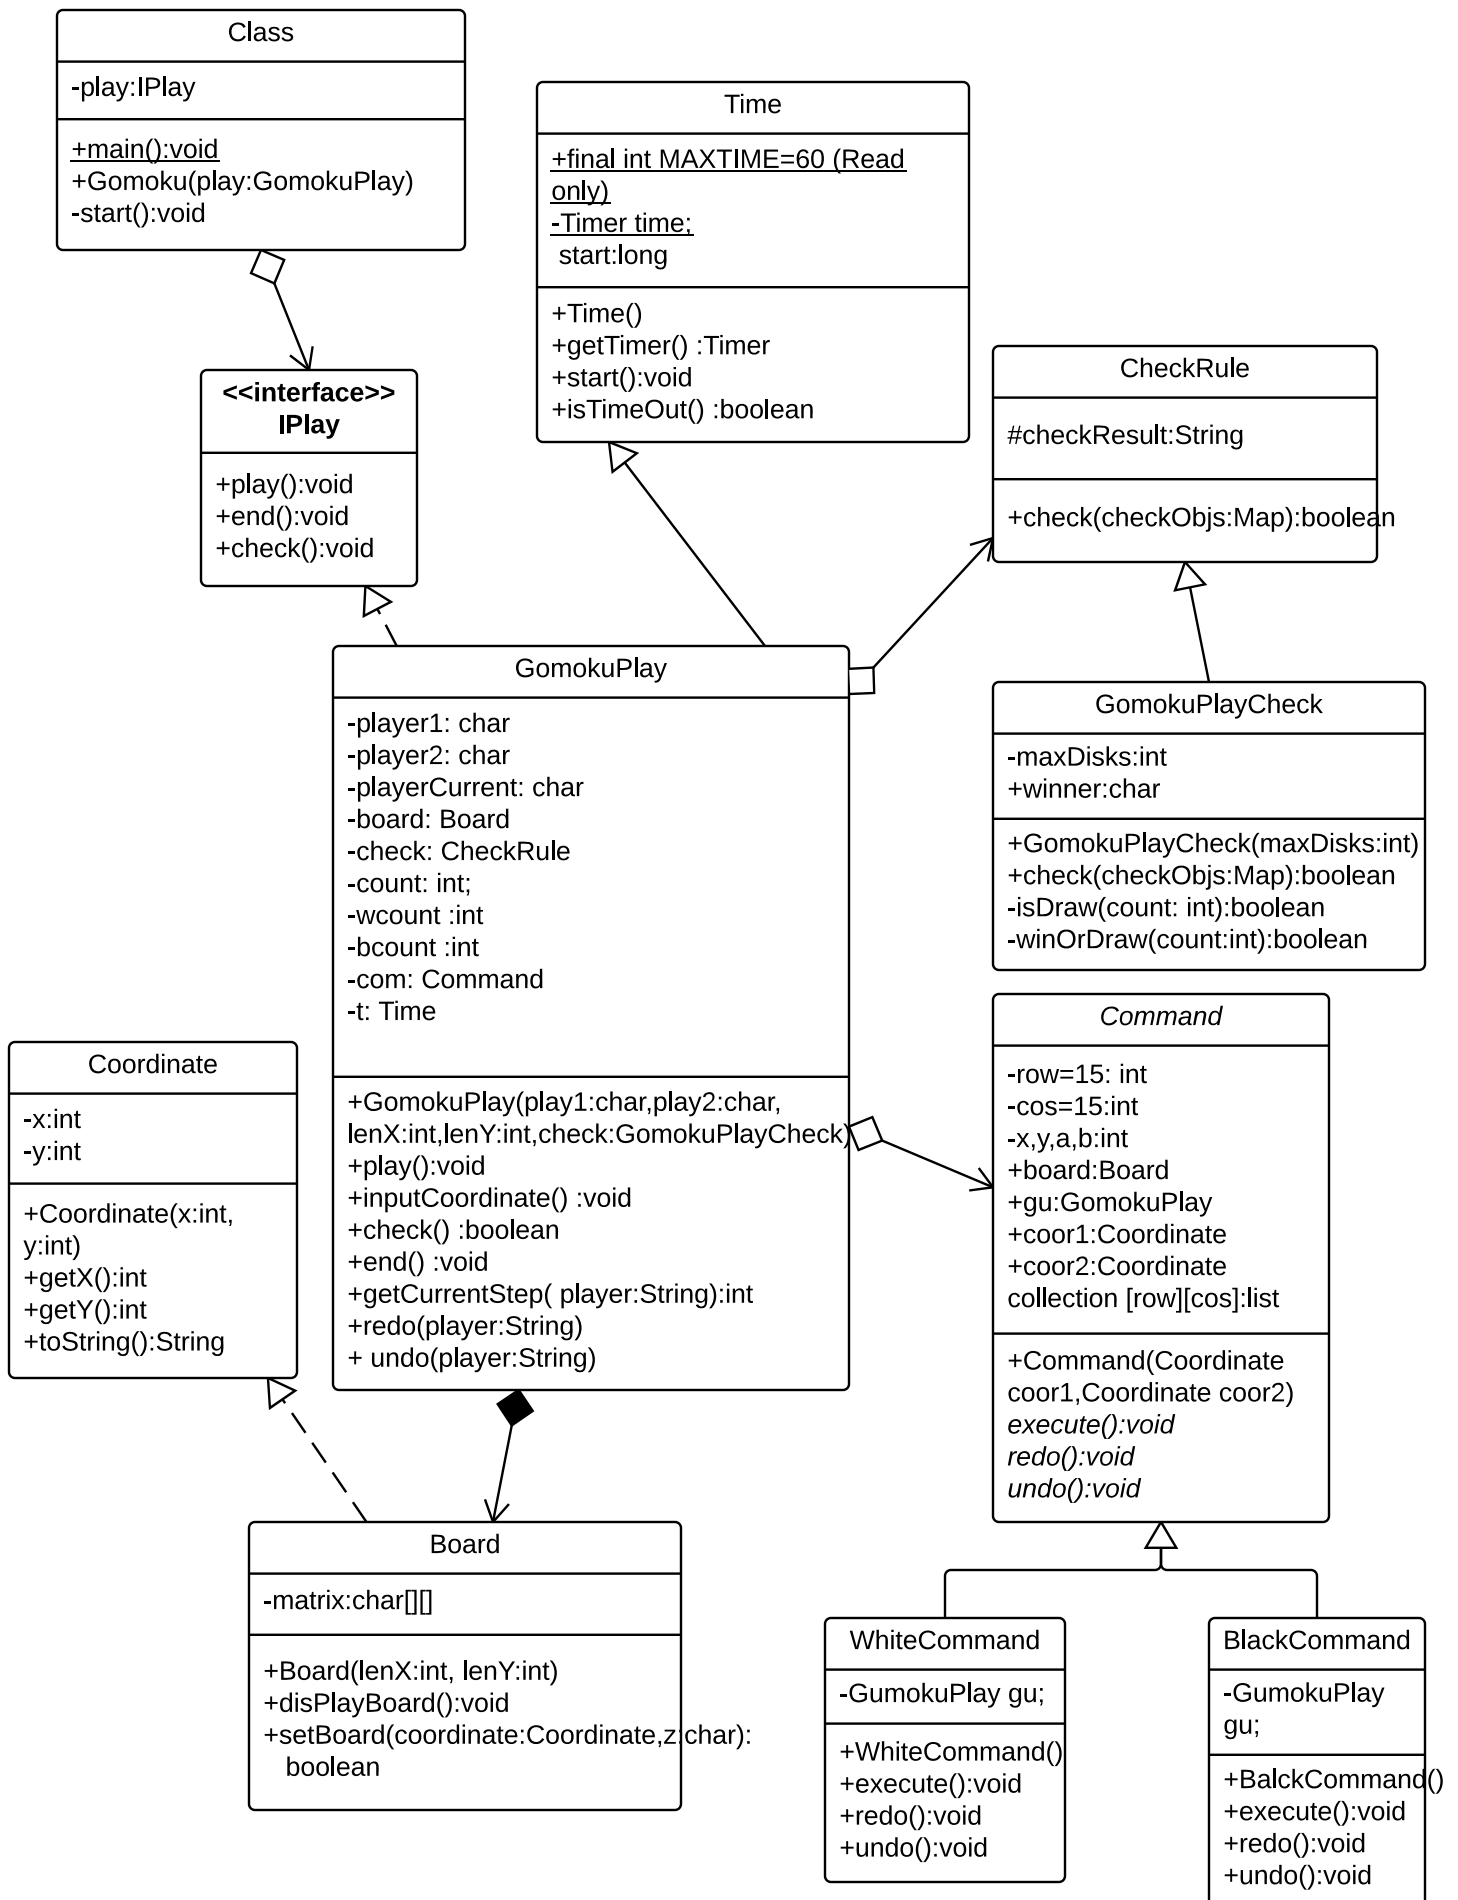 Class
-play:IPlay
+main():void
+Gomoku(play:GomokuPlay)
-start():void
Time
+final int MAXTIME=60 (Read
only)
-Timer time;
start:long
+Time()
+getTimer() :Timer
+start():void
+isTimeOut() :boolean
<<interface>>
IPlay
+play():void
+end():void
+check():void
CheckRule
#checkResult:String
+check(checkObjs:Map):boolean
GomokuPlay
-player1: char
-player2: char
-playerCurrent: char
-board: Board
-check: CheckRule
-count: int;
-wcount :int
-bcount :int
-com: Command
-t: Time
+GomokuPlay(play1:char,play2:char,
lenX:int,lenY:int,check:GomokuPlayCheck)
+play():void
+inputCoordinate() :void
+check() :boolean
+end() :void
+getCurrentStep( player:String):int
+redo(player:String)
+ undo(player:String)
GomokuPlayCheck
-maxDisks:int
+winner:char
+GomokuPlayCheck(maxDisks:int)
+check(checkObjs:Map):boolean
-isDraw(count: int):boolean
-winOrDraw(count:int):boolean
Coordinate
-x:int
-y:int
+Coordinate(x:int,
y:int)
+getX():int
+getY():int
+toString():String
Command
-row=15: int
-cos=15:int
-x,y,a,b:int
+board:Board
+gu:GomokuPlay
+coor1:Coordinate
+coor2:Coordinate
collection [row][cos]:list
+Command(Coordinate
coor1,Coordinate coor2)
execute():void
redo():void
undo():void
Board
-matrix:char[][]
+Board(lenX:int, lenY:int)
+disPlayBoard():void
+setBoard(coordinate:Coordinate,z:char):
boolean
WhiteCommand
-GumokuPlay gu;
+WhiteCommand()
+execute():void
+redo():void
+undo():void
BlackCommand
-GumokuPlay
gu;
+BalckCommand()
+execute():void
+redo():void
+undo():void